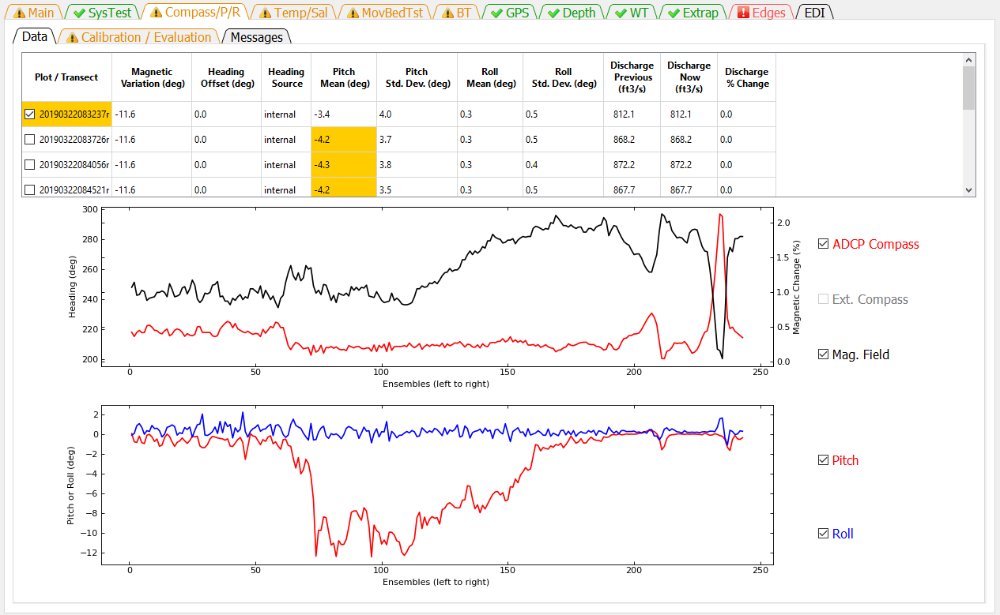 Main SysTest Compass/P/R Temp/Sal MovBedTst BT GPS Depth WT Extrap Edges EDI
Data Calibration / Evaluation Messages
Plot / Transect Magnetic Variation (deg) Heading Offset (deg) Heading Source Pitch Mean (deg) Pitch Std. Dev. (deg) Roll Mean (deg) Roll Std. Dev. (deg) Discharge Previous (ft3/s) Discharge Now (ft3/s) Discharge % Change
20190322083237r -11.6 0.0 internal -3.4 4.0 0.3 0.5 812.1 812.1 0.0
20190322083726r -11.6 0.0 internal -4.2 3.7 0.3 0.5 868.2 868.2 0.0
20190322084056r -11.6 0.0 internal -4.3 3.8 0.3 0.4 872.2 872.2 0.0
20190322084521r -11.6 0.0 internal -4.2 3.5 0.3 0.5 867.7 867.7 0.0
Heading (deg)
300
280
260
240
220
200
0 50 100 150 200 250
Ensembles (left to right)
2.0
1.5
1.0
0.5
0.0
Magnetic Change (%)
ADCP Compass
Ext. Compass
Mag. Field
Pitch or Roll (deg)
2
0
−2
−4
−6
−8
−10
−12
0 50 100 150 200 250
Ensembles (left to right)
Pitch
Roll